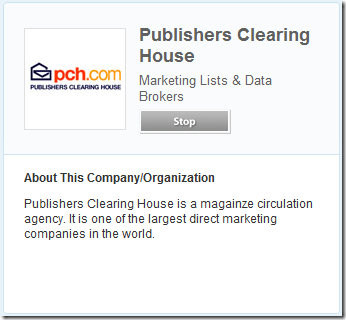 pch.com
PUBLISHERS CLEARING HOUSE
Publishers Clearing
House
Marketing Lists & Data
Brokers
Stop
About This Company/Organization
Publishers Clearing House is a magainze circulation
agency. It is one of the largest direct marketing
companies in the world.